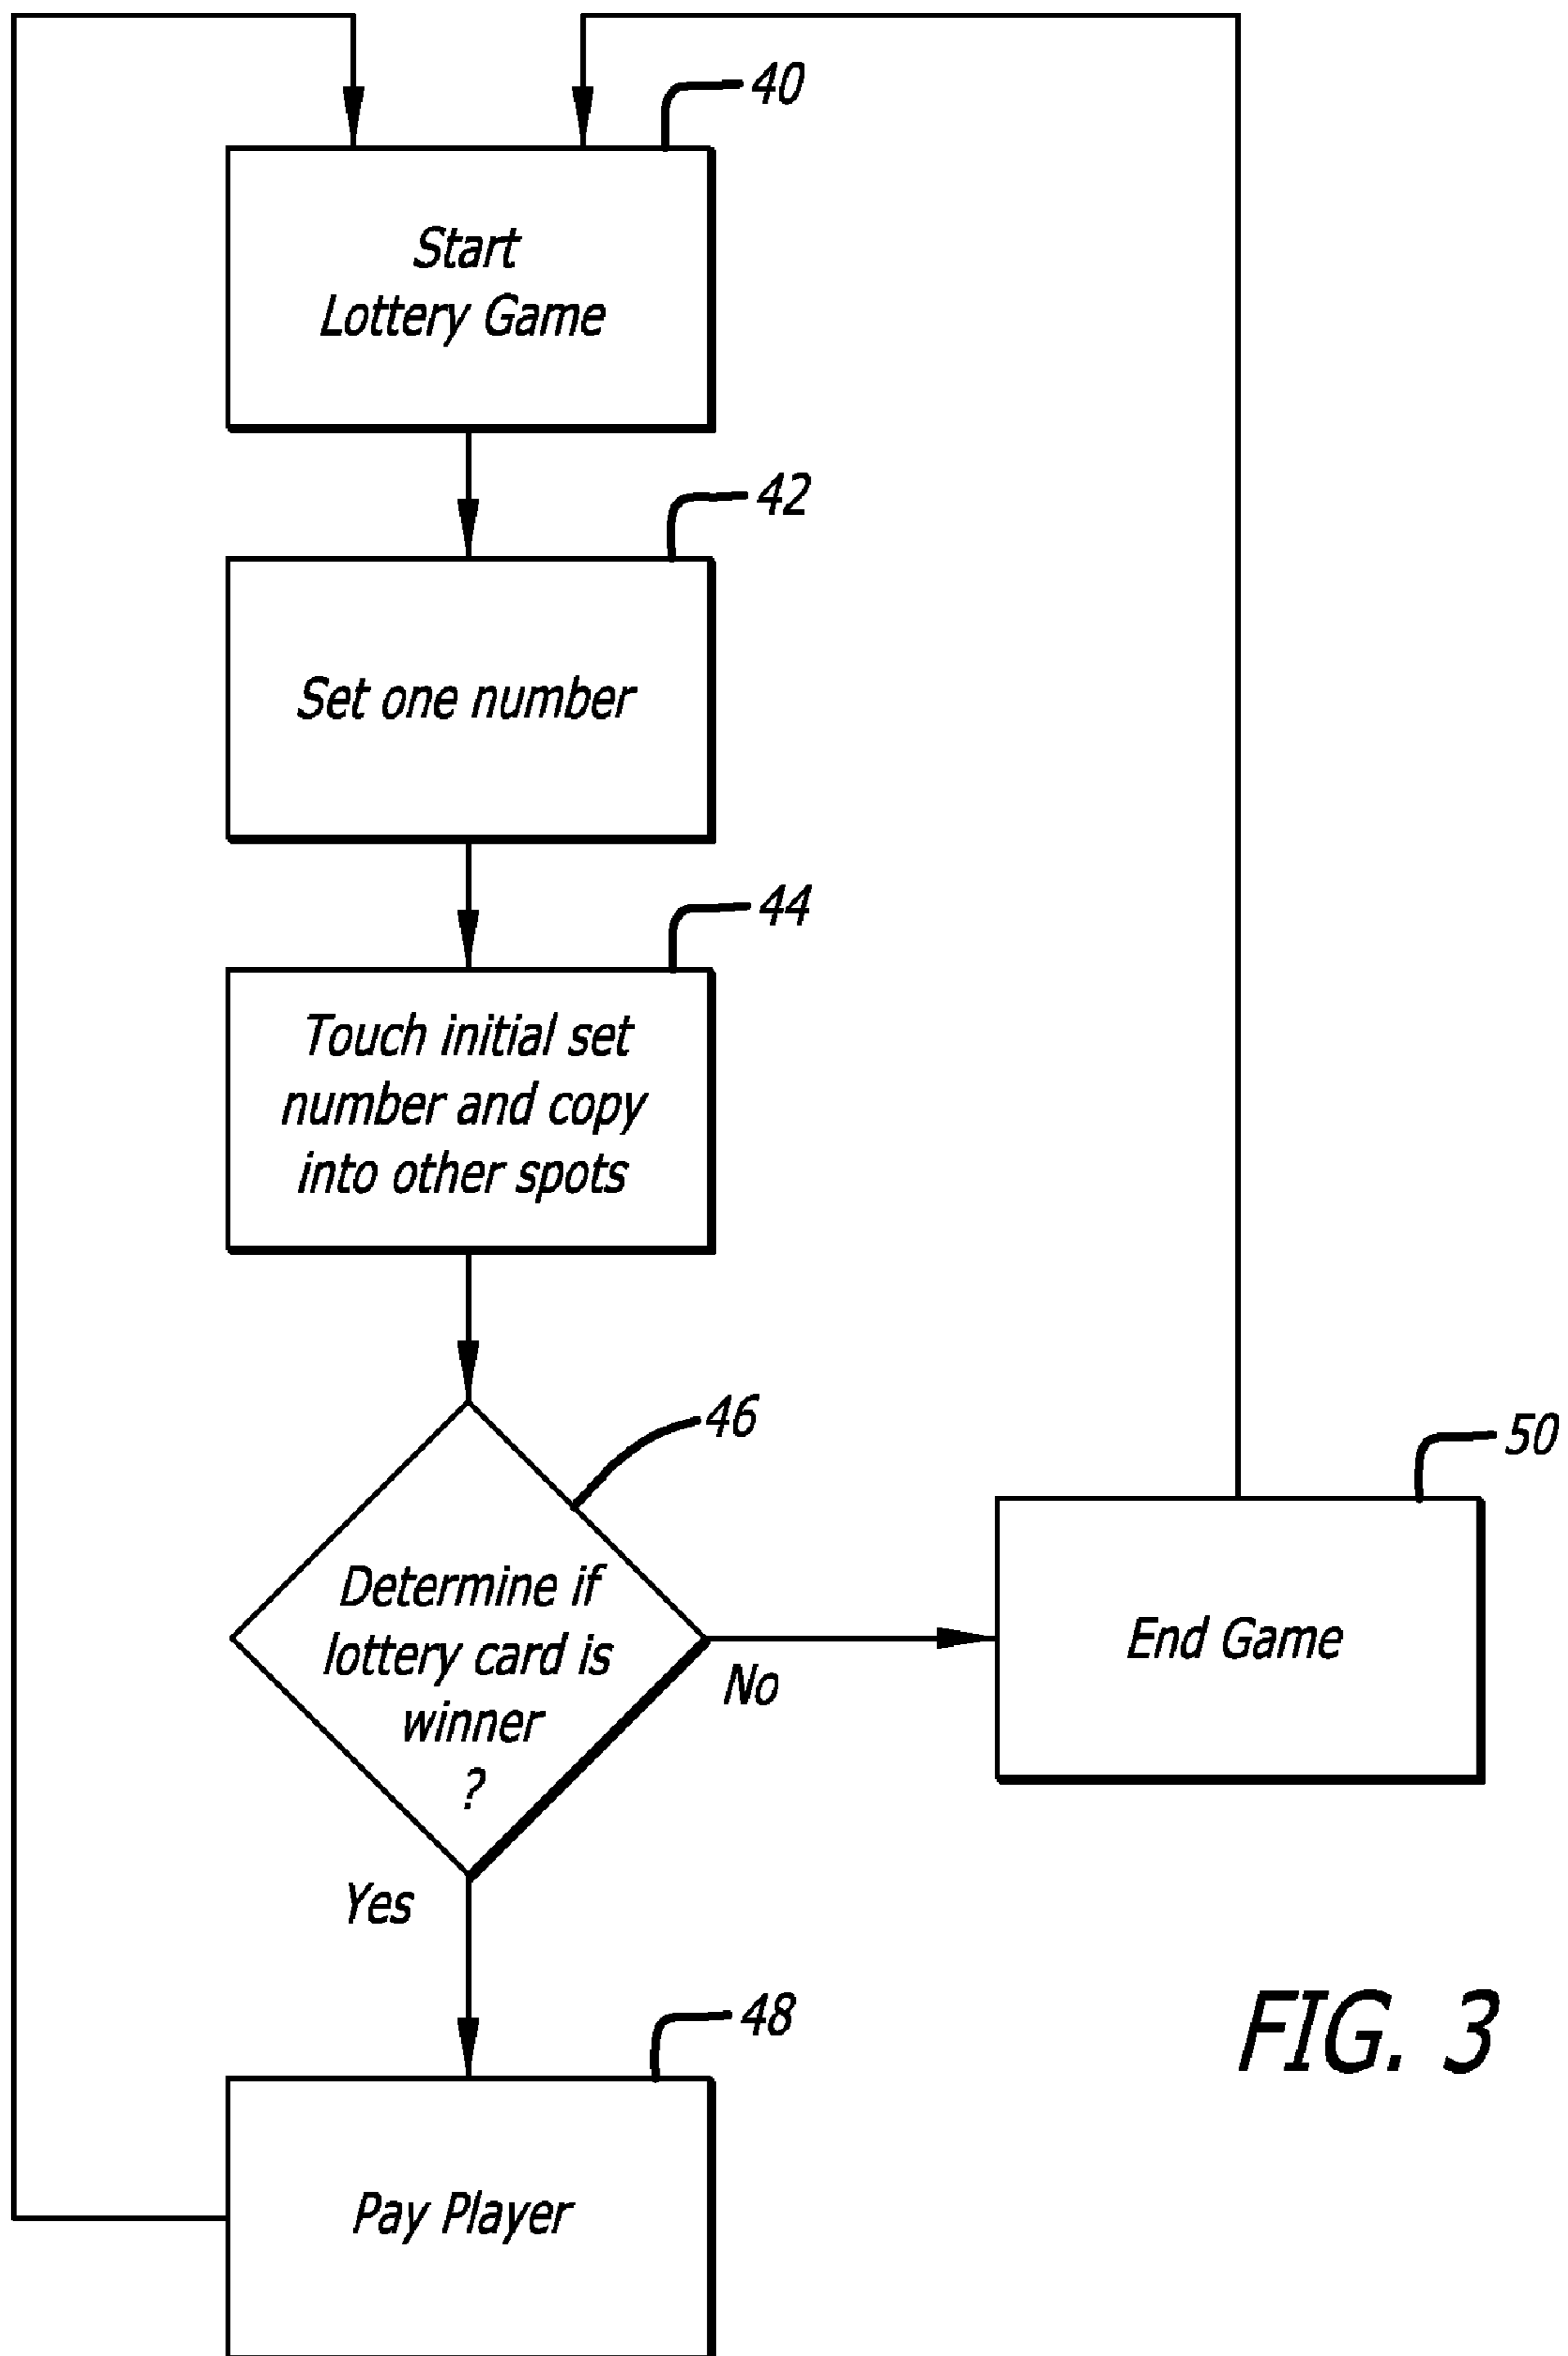 40
Start
Lottery Game
42
Set one number
44
Touch initial set
number and copy
into other spots
46
Determine if
lottery card is
winner
?
No
50
End Game
Yes
48
Pay Player
FIG. 3